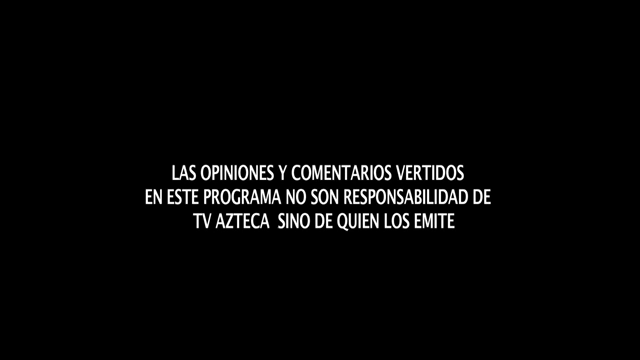 LAS OPINIONES Y COMENTARIOS VERTIDOS
EN ESTE PROGRAMA NO SON RESPONSABILIDAD DE
TV AZTECA SINO DE QUIEN LOS EMITE